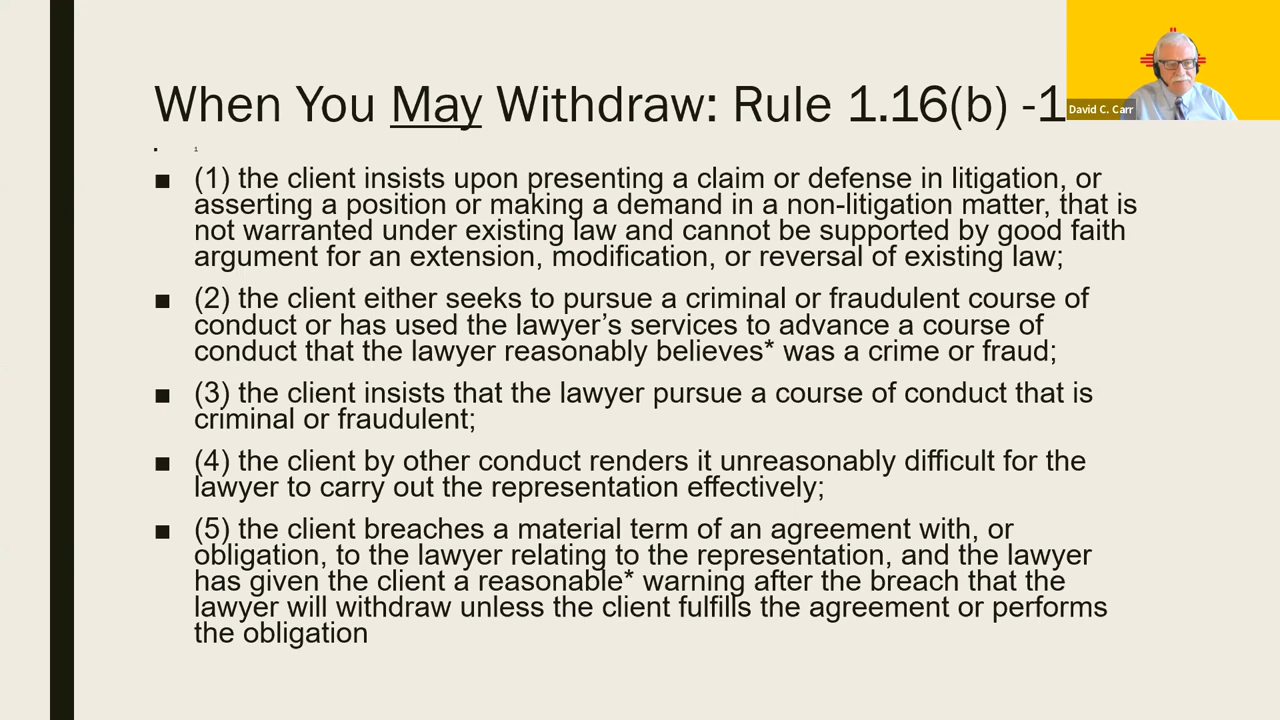 When You May Withdraw: Rule 1.16(b) -1
David C. Carr
▪ 1
■ (1) the client insists upon presenting a claim or defense in litigation, or
asserting a position or making a demand in a non-litigation matter, that is
not warranted under existing law and cannot be supported by good faith
argument for an extension, modification, or reversal of existing law;
■ (2) the client either seeks to pursue a criminal or fraudulent course of
conduct or has used the lawyer’s services to advance a course of
conduct that the lawyer reasonably believes* was a crime or fraud;
■ (3) the client insists that the lawyer pursue a course of conduct that is
criminal or fraudulent;
■ (4) the client by other conduct renders it unreasonably difficult for the
lawyer to carry out the representation effectively;
■ (5) the client breaches a material term of an agreement with, or
obligation, to the lawyer relating to the representation, and the lawyer
has given the client a reasonable* warning after the breach that the
lawyer will withdraw unless the client fulfills the agreement or performs
the obligation